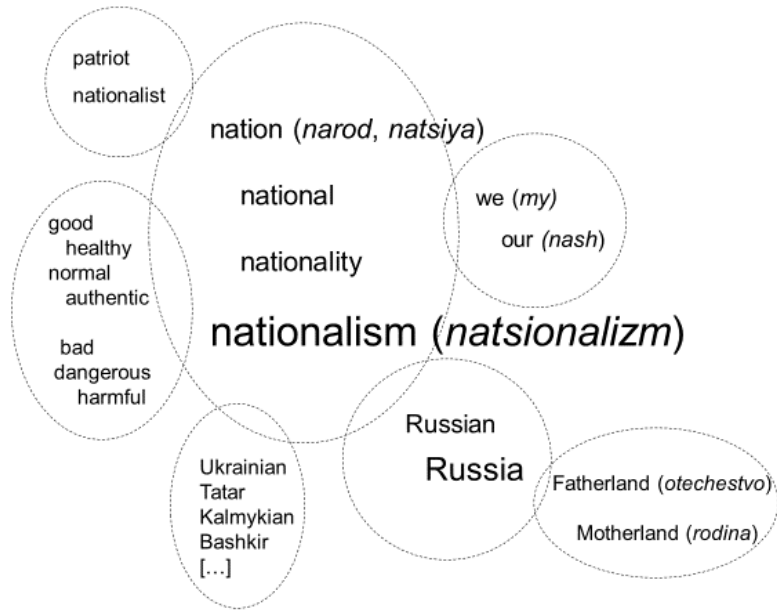 patriot
nationalist
nation (narod, natsiya)
national
nationality
nationalism (natsionalizm)
we (my)
our (nash)
good
healthy
normal
authentic
bad
dangerous
harmful
Ukrainian
Tatar
Kalmykian
Bashkir
[…]
Russian
Russia
Fatherland (otechestvo)
Motherland (rodina)